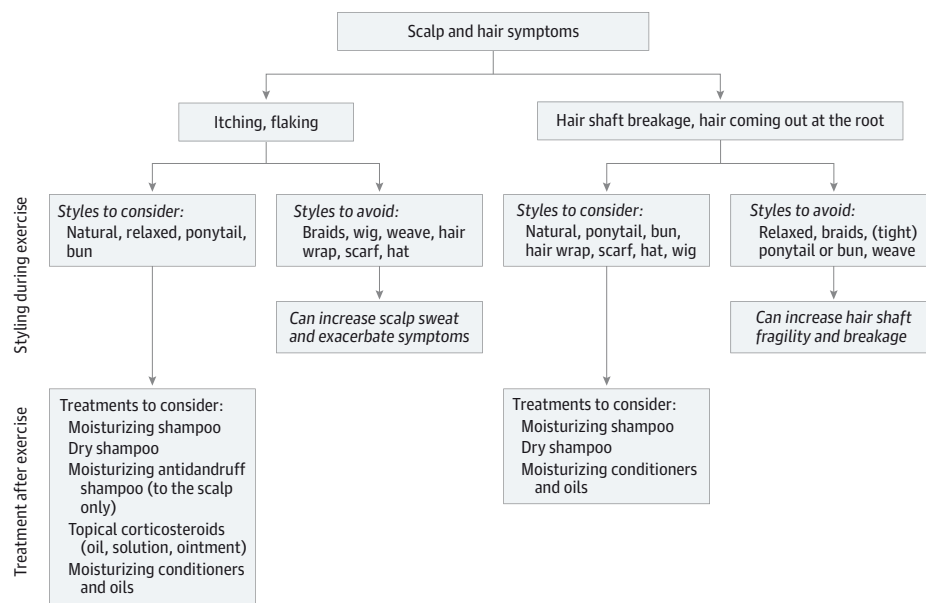 Scalp and hair symptoms
Itching, flaking
Hair shaft breakage, hair coming out at the root
Styling during exercise
Styles to consider:
Natural, relaxed, ponytail,
bun
Styles to avoid:
Braids, wig, weave, hair
wrap, scarf, hat
Styles to consider:
Natural, ponytail, bun,
hair wrap, scarf, hat, wig
Styles to avoid:
Relaxed, braids, (tight)
ponytail or bun, weave
Can increase scalp sweat
and exacerbate symptoms
Can increase hair shaft
fragility and breakage
Treatment after exercise
Treatments to consider:
Moisturizing shampoo
Dry shampoo
Moisturizing antidandruff
shampoo (to the scalp
only)
Topical corticosteroids
(oil, solution, ointment)
Moisturizing conditioners
and oils
Treatments to consider:
Moisturizing shampoo
Dry shampoo
Moisturizing conditioners
and oils